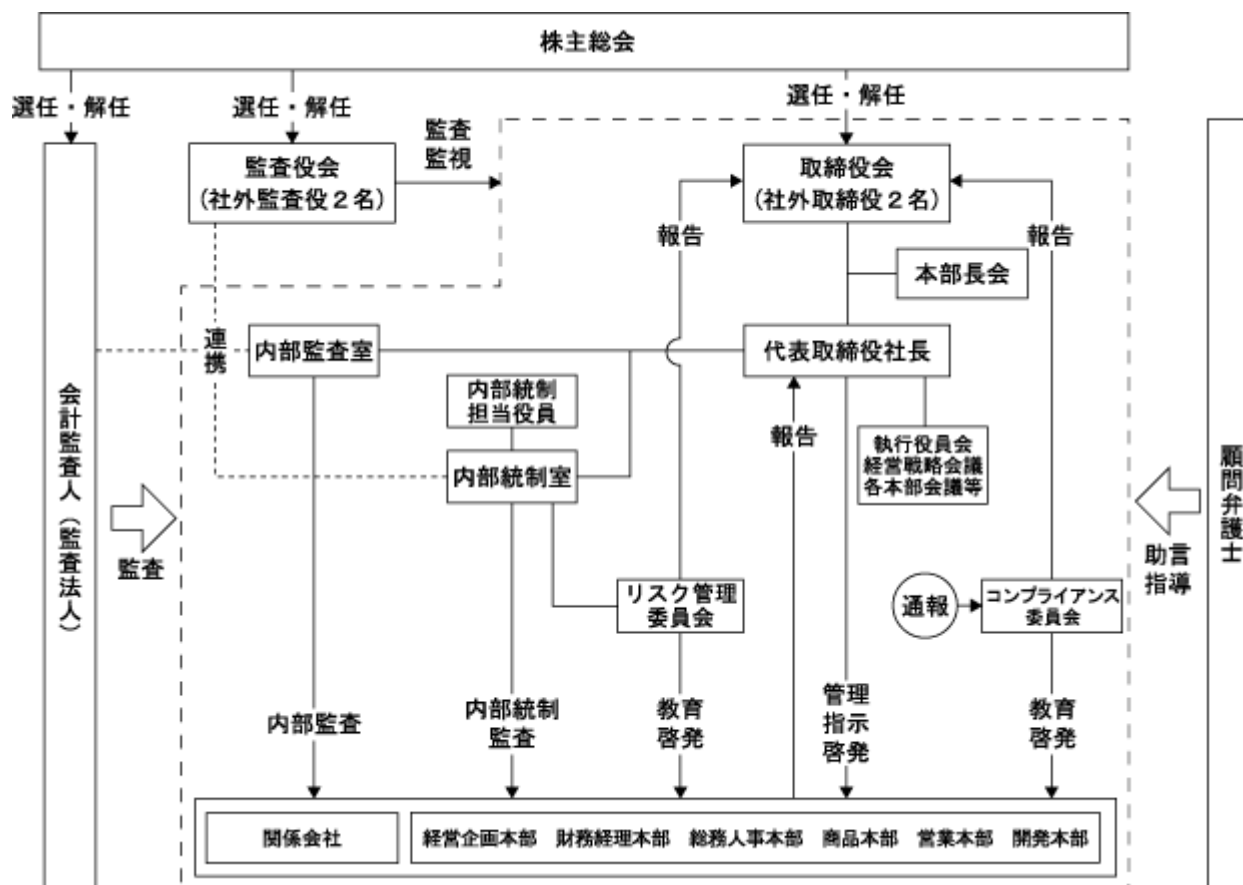 株主総会
選任・解任
選任・解任
選任・解任
監査役会
(社外監査役2名)
監査
監視
取締役会
(社外取締役2名)
報告
報告
本部長会
連携
内部監査室
代表取締役社長
内部統制
担当役員
報告
執行役員会
経営戦略会議
各本部会議等
内部統制室
会計監査人(監査法人)
監査
顧問弁護士
助言
指導
リスク管理
委員会
通報
コンプライアンス
委員会
内部監査
内部統制
監査
教育
啓発
管理
指示
啓発
教育
啓発
関係会社
経営企画本部 財務経理本部 総務人事本部 商品本部 営業本部 開発本部